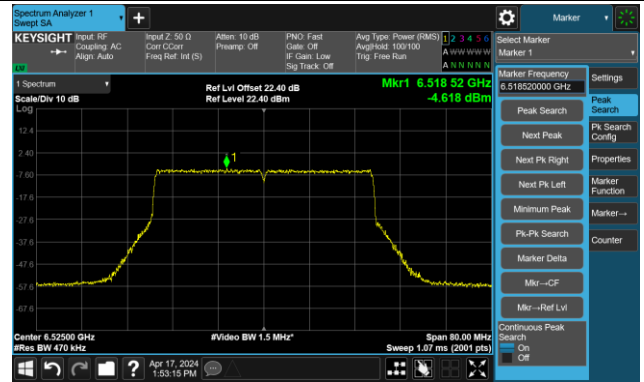 Spectrum Analyzer 1
Swept SA
+
Marker
KEYSIGHT
Input: RF
Coupling: AC
Align: Auto
Input Z: 50 Ω
Corr CCorr
Freq Ref: Int (S)
Atten: 10 dB
Preamp: Off
PNO: Fast
Gate: Off
IF Gain: Low
Sig Track: Off
Avg Type: Power (RMS)
Avg|Hold: 100/100
Trig: Free Run
1 2 3 4 5 6
A W W W W W
A N N N N N
LXI
Select Marker
Marker 1
1 Spectrum
Scale/Div 10 dB
Log
Ref Lvl Offset 22.40 dB
Ref Level 22.40 dBm
Mkr1 6.518 52 GHz
-4.618 dBm
12.4
2.40
-7.60
-17.6
-27.6
-37.6
-47.6
-57.6
-67.6
1
Center 6.52500 GHz
#Res BW 470 kHz
#Video BW 1.5 MHz*
Span 80.00 MHz
Sweep 1.07 ms (2001 pts)
Marker Frequency
6.518520000 GHz
Peak Search
Next Peak
Next Pk Right
Next Pk Left
Minimum Peak
Pk-Pk Search
Marker Delta
Mkr→CF
Mkr→Ref Lvl
Continuous Peak
Search
On
Off
Settings
Peak
Search
Pk Search
Config
Properties
Marker
Function
Marker→
Counter
?
Apr 17, 2024
1:53:15 PM